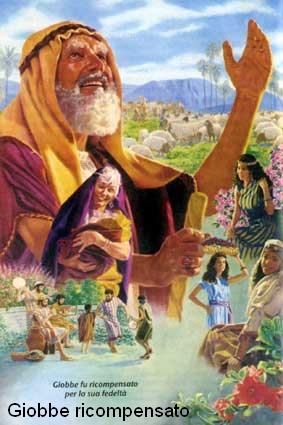 Giobbe fu ricompensato
per la sua fedeltà
Giobbe ricompensato